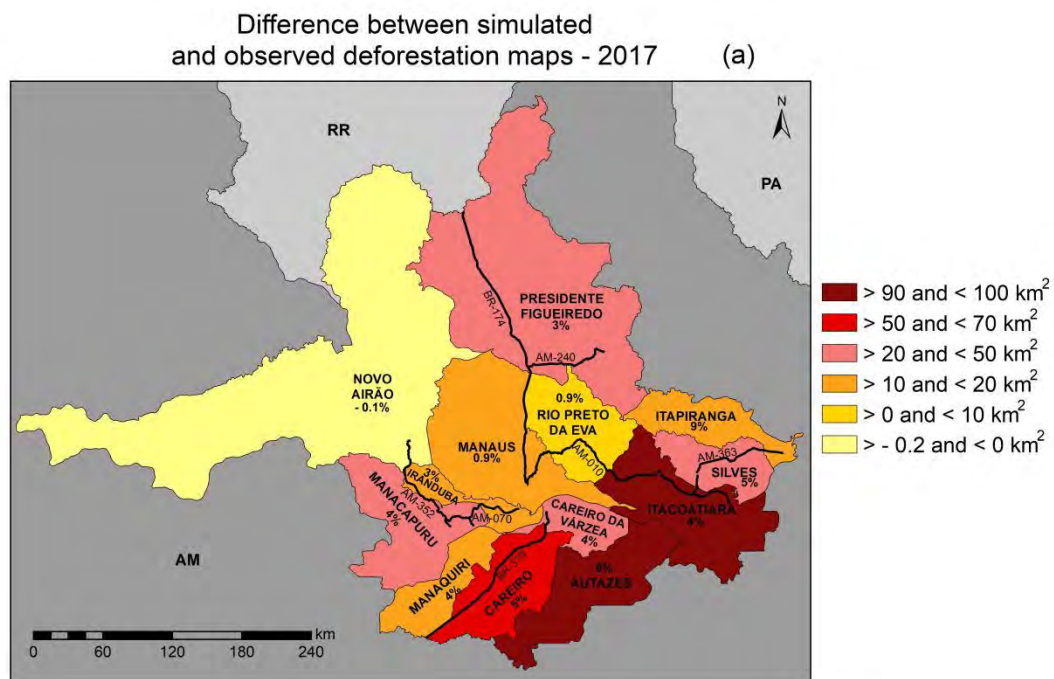 Difference between simulated
and observed deforestation maps - 2017
(a)
RR
N
PA
> 90 and < 100 km²
> 50 and < 70 km²
> 20 and < 50 km²
> 10 and < 20 km²
> 0 and < 10 km²
> - 0.2 and < 0 km²
BR-174
PRESIDENTE
FIGUEIREDO
3%
AM-240
NOVO
AIRÃO
- 0.1%
0.9%
RIO PRETO
DA EVA
ITAPIRANGA
9%
MANAUS
0.9%
AM-010
AM-363
SILVES
5%
3%
IRANDUBA
MANACAPURU
4%
AM-352
AM-070
CAREIRO DA
VÁRZEA
4%
ITACOATIARA
4%
AM
MANAQUIRI
4%
CAREIRO
AUTAZES
km
0 60 120 180 240